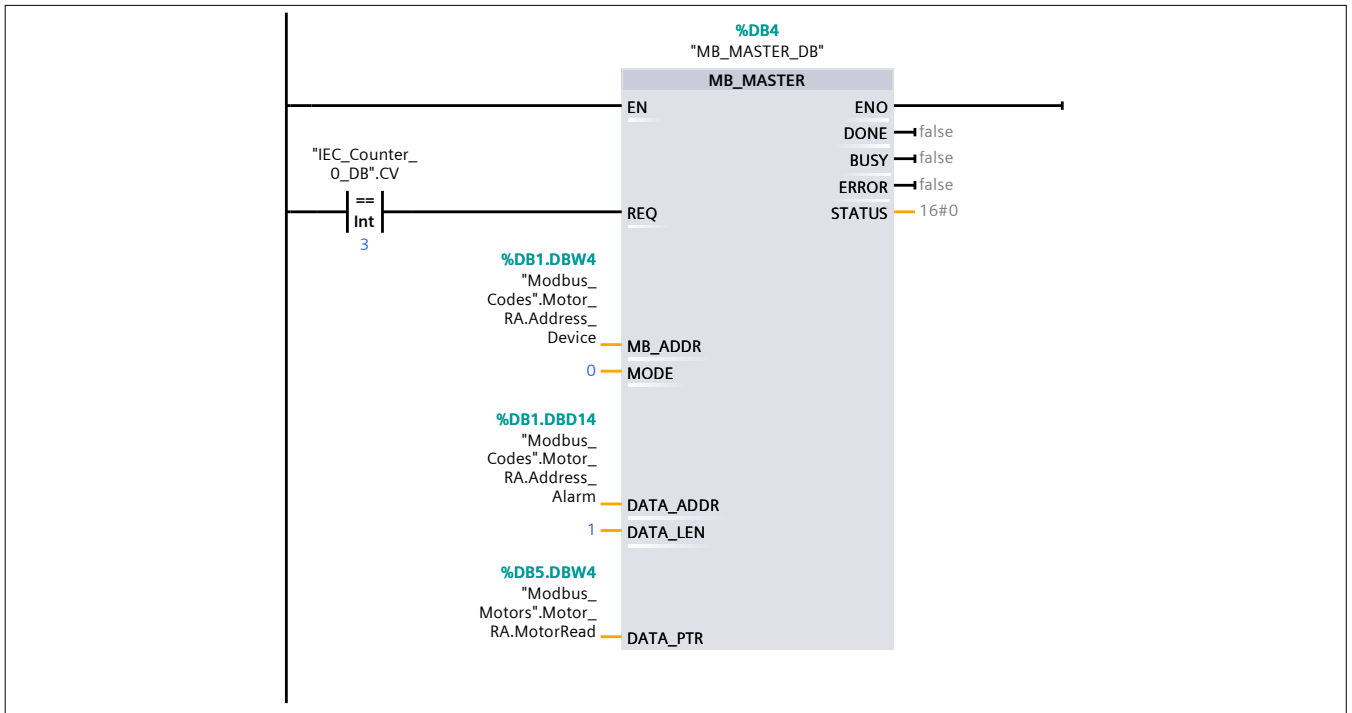 %DB4
"MB_MASTER_DB"
MB_MASTER
EN
ENO
DONE
false
"IEC_Counter_
0_DB".CV
BUSY
false
ERROR
false
==
Int
3
REQ
STATUS
16#0
%DB1.DBW4
"Modbus_
Codes".Motor_
RA.Address_
Device
MB_ADDR
0
MODE
%DB1.DBD14
"Modbus_
Codes".Motor_
RA.Address_
Alarm
DATA_ADDR
1
DATA_LEN
%DB5.DBW4
"Modbus_
Motors".Motor_
RA.MotorRead
DATA_PTR